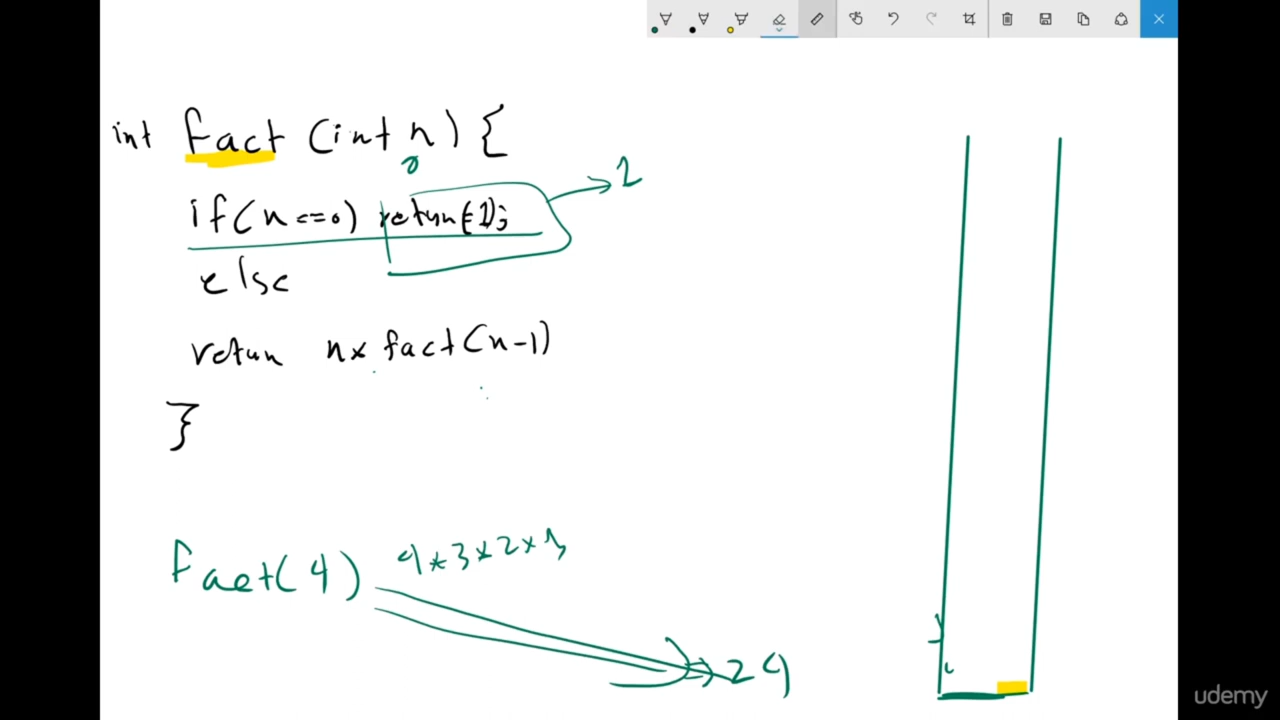 int fact (int n) {
0
if(n<=0) return(1);
1
else
return n* fact(n-1)
}
fact(4) 4*3*2*1
24
udemy